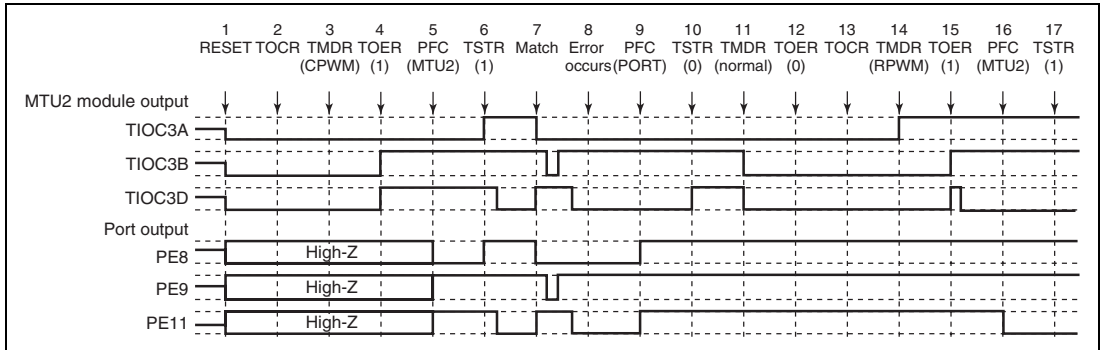 1 2 3 4 5 6 7 8 9 10 11 12 13 14 15 16 17
RESET TOCR TMDR TOER PFC TSTR Match Error PFC TSTR TMDR TOER TOCR TMDR TOER PFC TSTR
(CPWM) (1) (MTU2) (1) occurs (PORT) (0) (normal) (0) (RPWM) (1) (MTU2) (1)
MTU2 module output
TIOC3A
TIOC3B
TIOC3D
Port output
PE8 High-Z
PE9 High-Z
PE11 High-Z